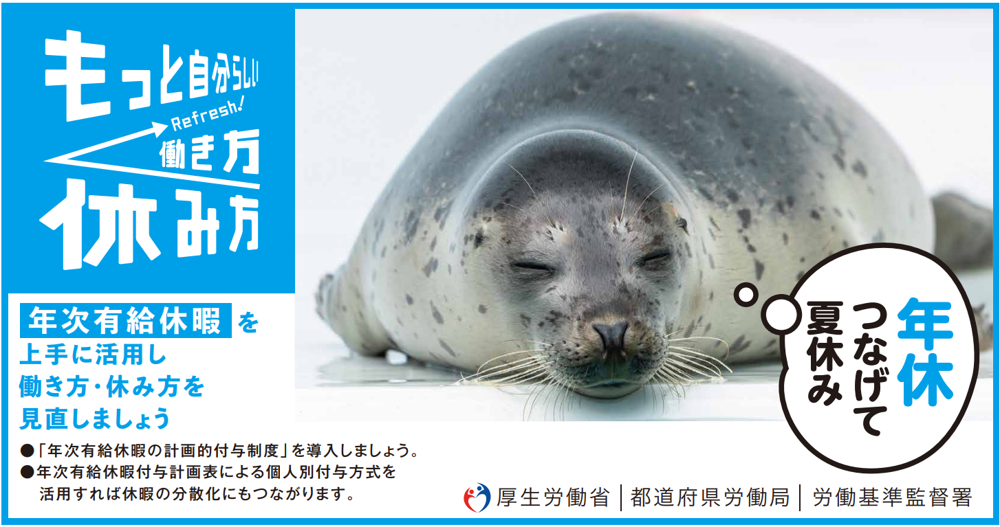 もっと自分らしい
Refresh!
働き方
休み方
年次有給休暇を
上手に活用し
働き方・休み方を
見直しましょう
●「年次有給休暇の計画的付与制度」を導入しましょう。
●年次有給休暇付与計画表による個人別付与方式を
活用すれば休暇の分散化にもつながります。
年休
つなげて
夏休み
厚生労働省｜都道府県労働局｜労働基準監督署